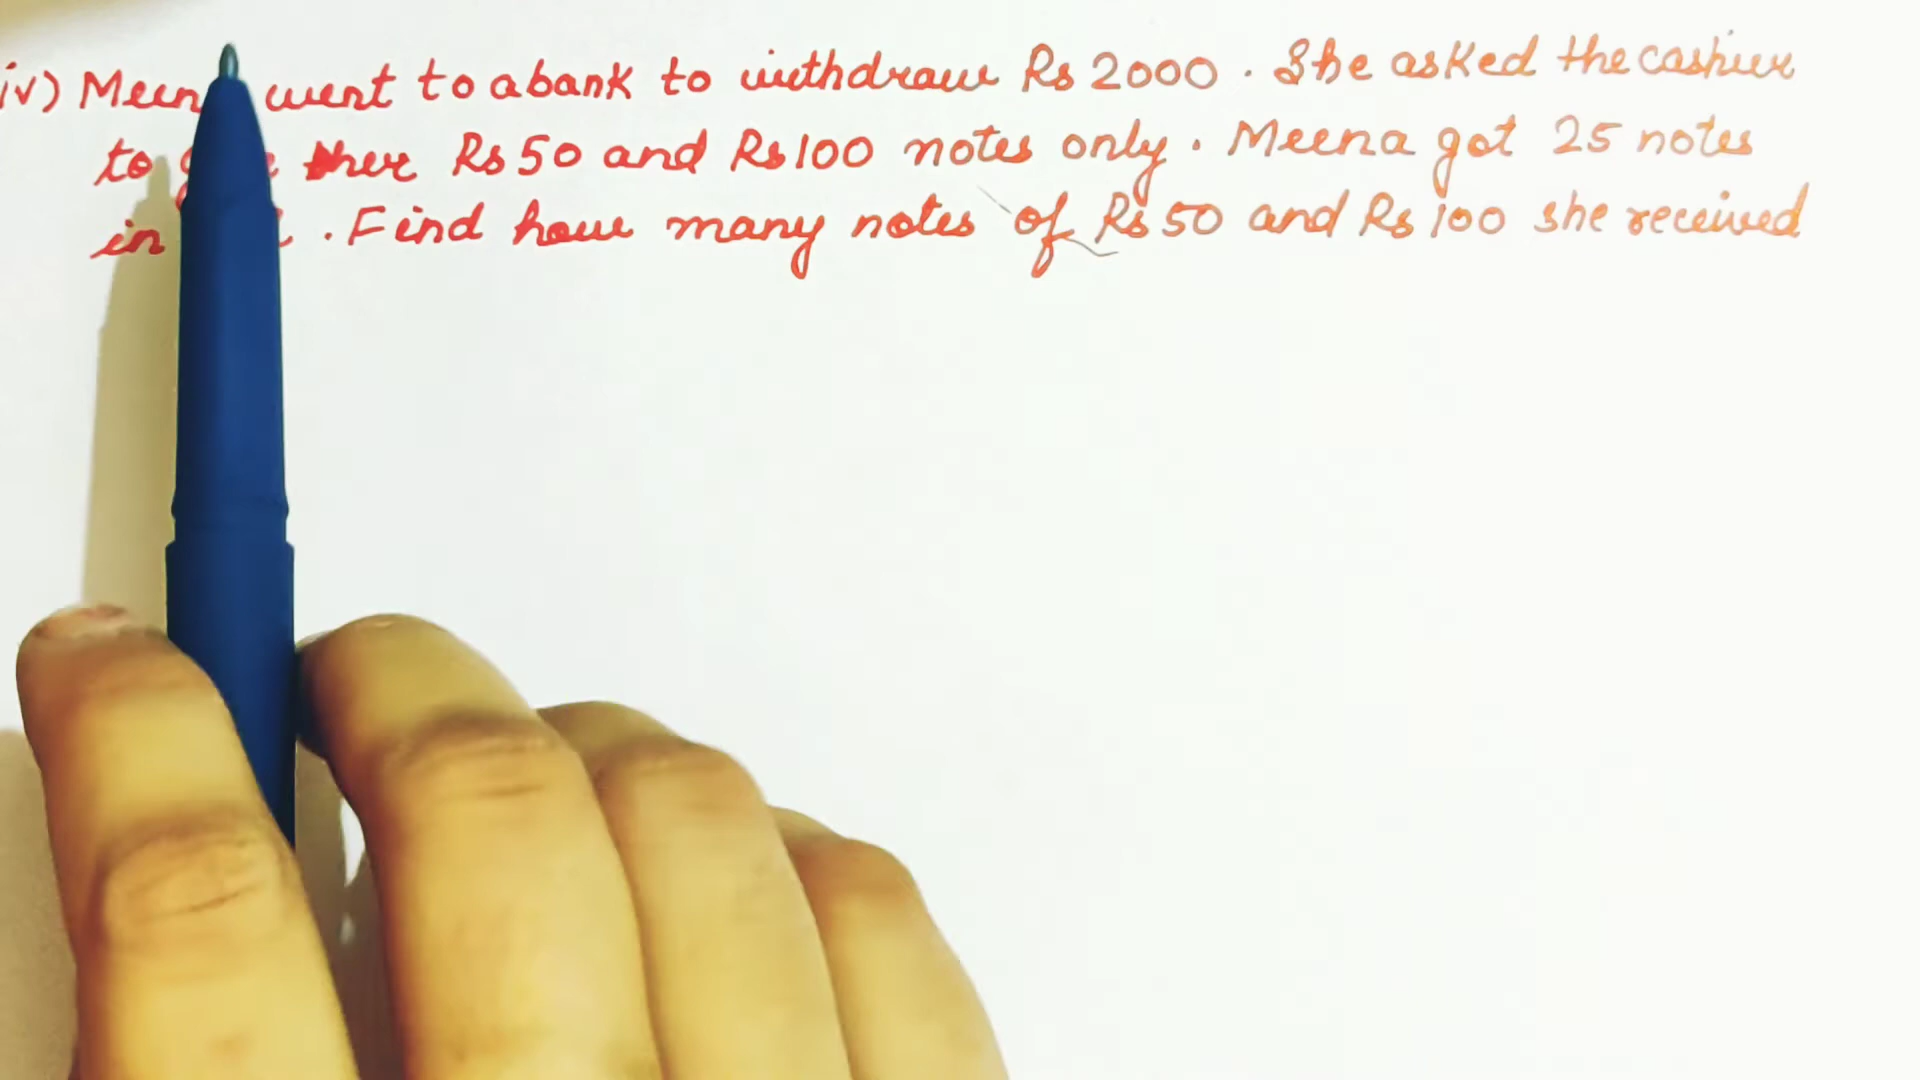 iv) Meen went to a bank to withdraw Rs 2000. She asked the cashier
to her Rs 50 and Rs 100 notes only. Meena got 25 notes
in . Find how many notes of Rs 50 and Rs 100 she received